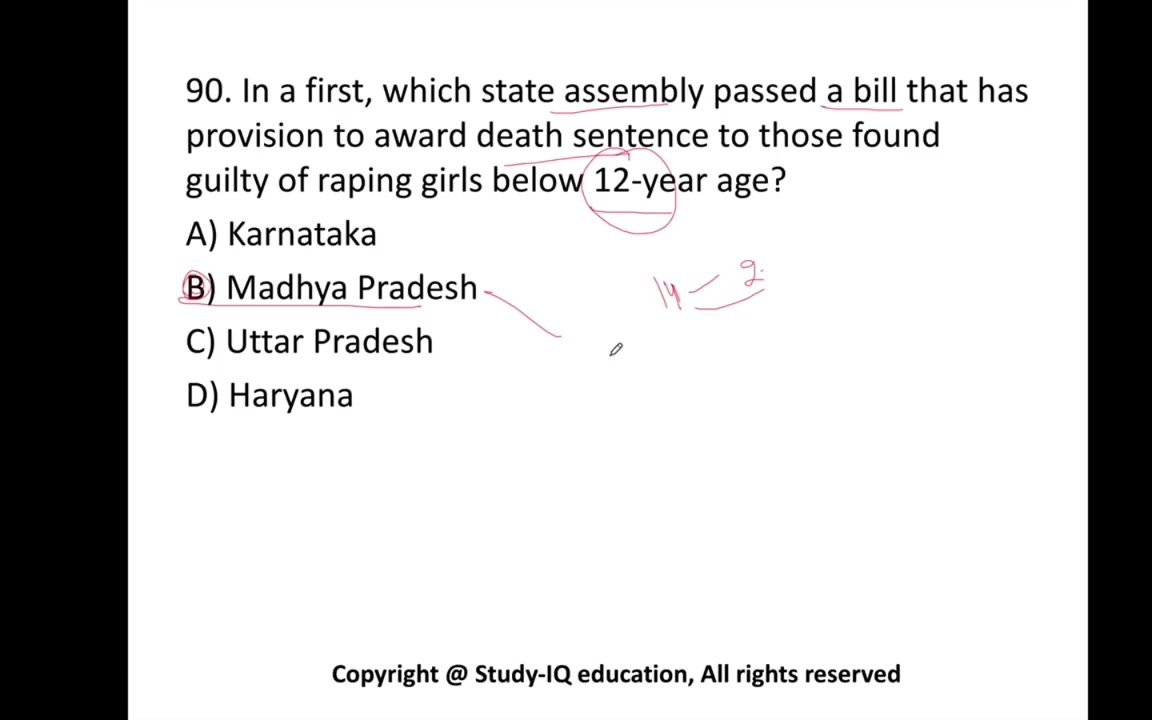 90. In a first, which state assembly passed a bill that has
provision to award death sentence to those found
guilty of raping girls below 12-year age?
A) Karnataka
B) Madhya Pradesh
C) Uttar Pradesh
D) Haryana
Copyright @ Study-IQ education, All rights reserved